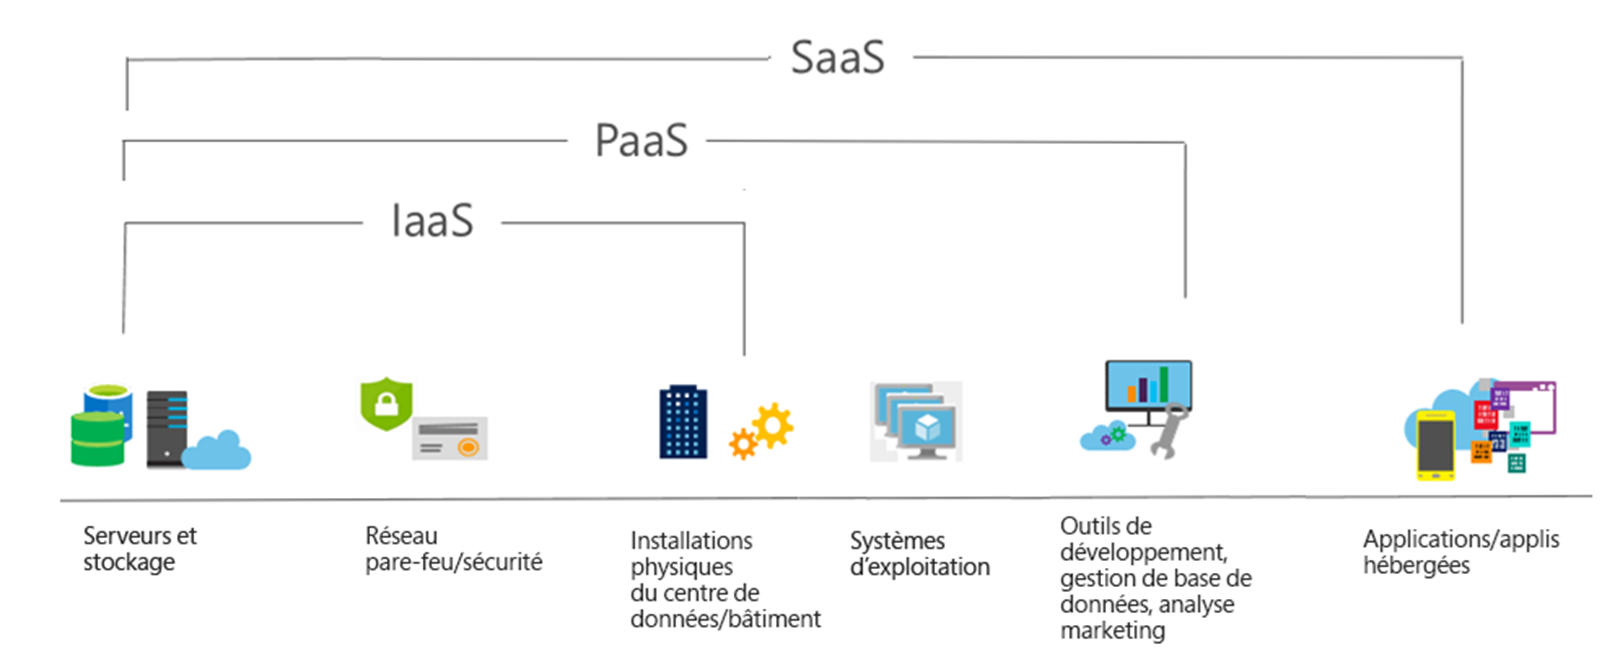 SaaS
PaaS
IaaS
Serveurs et
stockage
Réseau
pare-feu/sécurité
Installations
physiques
du centre de
données/bâtiment
Systèmes
d’exploitation
Outils de
développement,
gestion de base de
données, analyse
marketing
Applications/applis
hébergées